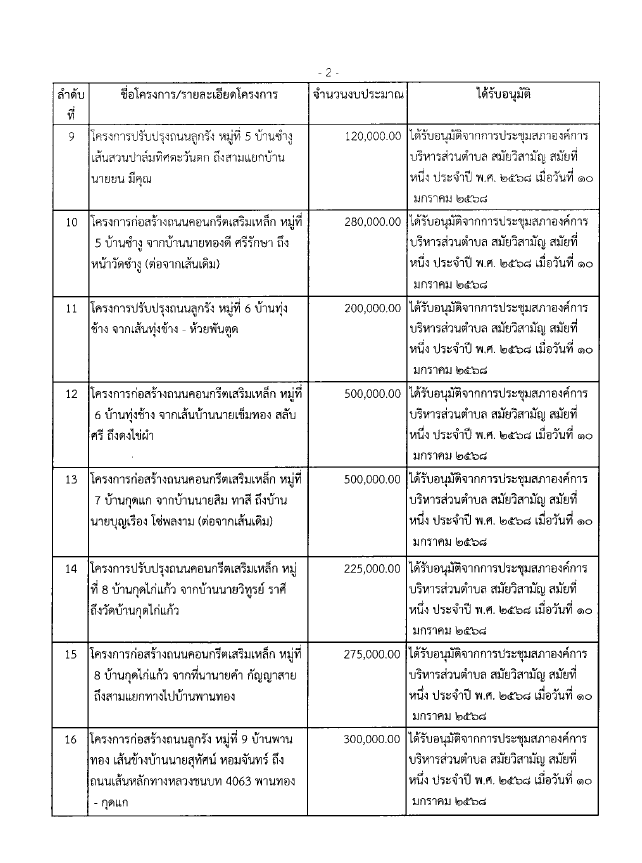 - 2 -
ลำดับที่ ชื่อโครงการ/รายละเอียดโครงการ จำนวนงบประมาณ ได้รับอนุมัติ
9 โครงการปรับปรุงถนนลูกรัง หมู่ที่ 5 บ้านซำงู 120,000.00 ได้รับอนุมัติจากการประชุมสภาองค์การ
เส้นสวนปาล์มทิศตะวันตก ถึงสามแยกบ้าน บริหารส่วนตำบล สมัยวิสามัญ สมัยที่
นายยน มีคุณ หนึ่ง ประจำปี พ.ศ. ๒๕๖๘ เมื่อวันที่ ๑๐
มกราคม ๒๕๖๘
10 โครงการก่อสร้างถนนคอนกรีตเสริมเหล็ก หมู่ที่ 280,000.00 ได้รับอนุมัติจากการประชุมสภาองค์การ
5 บ้านซำงู จากบ้านนายทองดี ศรีรักษา ถึง บริหารส่วนตำบล สมัยวิสามัญ สมัยที่
หน้าวัดซำงู (ต่อจากเส้นเดิม) หนึ่ง ประจำปี พ.ศ. ๒๕๖๘ เมื่อวันที่ ๑๐
มกราคม ๒๕๖๘
11 โครงการปรับปรุงถนนลูกรัง หมู่ที่ 6 บ้านทุ่ง 200,000.00 ได้รับอนุมัติจากการประชุมสภาองค์การ
ช้าง จากเส้นทุ่งช้าง - ห้วยพันตูด บริหารส่วนตำบล สมัยวิสามัญ สมัยที่
หนึ่ง ประจำปี พ.ศ. ๒๕๖๘ เมื่อวันที่ ๑๐
มกราคม ๒๕๖๘
12 โครงการก่อสร้างถนนคอนกรีตเสริมเหล็ก หมู่ที่ 500,000.00 ได้รับอนุมัติจากการประชุมสภาองค์การ
6 บ้านทุ่งช้าง จากเส้นบ้านนายเข็มทอง สลับ บริหารส่วนตำบล สมัยวิสามัญ สมัยที่
ศรี ถึงดงไข่ผำ หนึ่ง ประจำปี พ.ศ. ๒๕๖๘ เมื่อวันที่ ๑๐
มกราคม ๒๕๖๘
13 โครงการก่อสร้างถนนคอนกรีตเสริมเหล็ก หมู่ที่ 500,000.00 ได้รับอนุมัติจากการประชุมสภาองค์การ
7 บ้านกุดแก จากบ้านนายสิม ทาสี ถึงบ้าน บริหารส่วนตำบล สมัยวิสามัญ สมัยที่
นายบุญเรือง โซ่พลงาม (ต่อจากเส้นเดิม) หนึ่ง ประจำปี พ.ศ. ๒๕๖๘ เมื่อวันที่ ๑๐
มกราคม ๒๕๖๘
14 โครงการปรับปรุงถนนคอนกรีตเสริมเหล็ก หมู่ 225,000.00 ได้รับอนุมัติจากการประชุมสภาองค์การ
ที่ 8 บ้านกุดไก่แก้ว จากบ้านนายวิทูรย์ ราศี บริหารส่วนตำบล สมัยวิสามัญ สมัยที่
ถึงวัดบ้านกุดไก่แก้ว หนึ่ง ประจำปี พ.ศ. ๒๕๖๘ เมื่อวันที่ ๑๐
มกราคม ๒๕๖๘
15 โครงการก่อสร้างถนนคอนกรีตเสริมเหล็ก หมู่ที่ 275,000.00 ได้รับอนุมัติจากการประชุมสภาองค์การ
8 บ้านกุดไก่แก้ว จากที่นานายคำ กัญญาสาย บริหารส่วนตำบล สมัยวิสามัญ สมัยที่
ถึงสามแยกทางไปบ้านพานทอง หนึ่ง ประจำปี พ.ศ. ๒๕๖๘ เมื่อวันที่ ๑๐
มกราคม ๒๕๖๘
16 โครงการก่อสร้างถนนลูกรัง หมู่ที่ 9 บ้านพาน 300,000.00 ได้รับอนุมัติจากการประชุมสภาองค์การ
ทอง เส้นข้างบ้านนายสุทัศน์ หอมจันทร์ ถึง บริหารส่วนตำบล สมัยวิสามัญ สมัยที่
ถนนเส้นหลักทางหลวงชนบท 4063 พานทอง หนึ่ง ประจำปี พ.ศ. ๒๕๖๘ เมื่อวันที่ ๑๐
- กุดแก มกราคม ๒๕๖๘